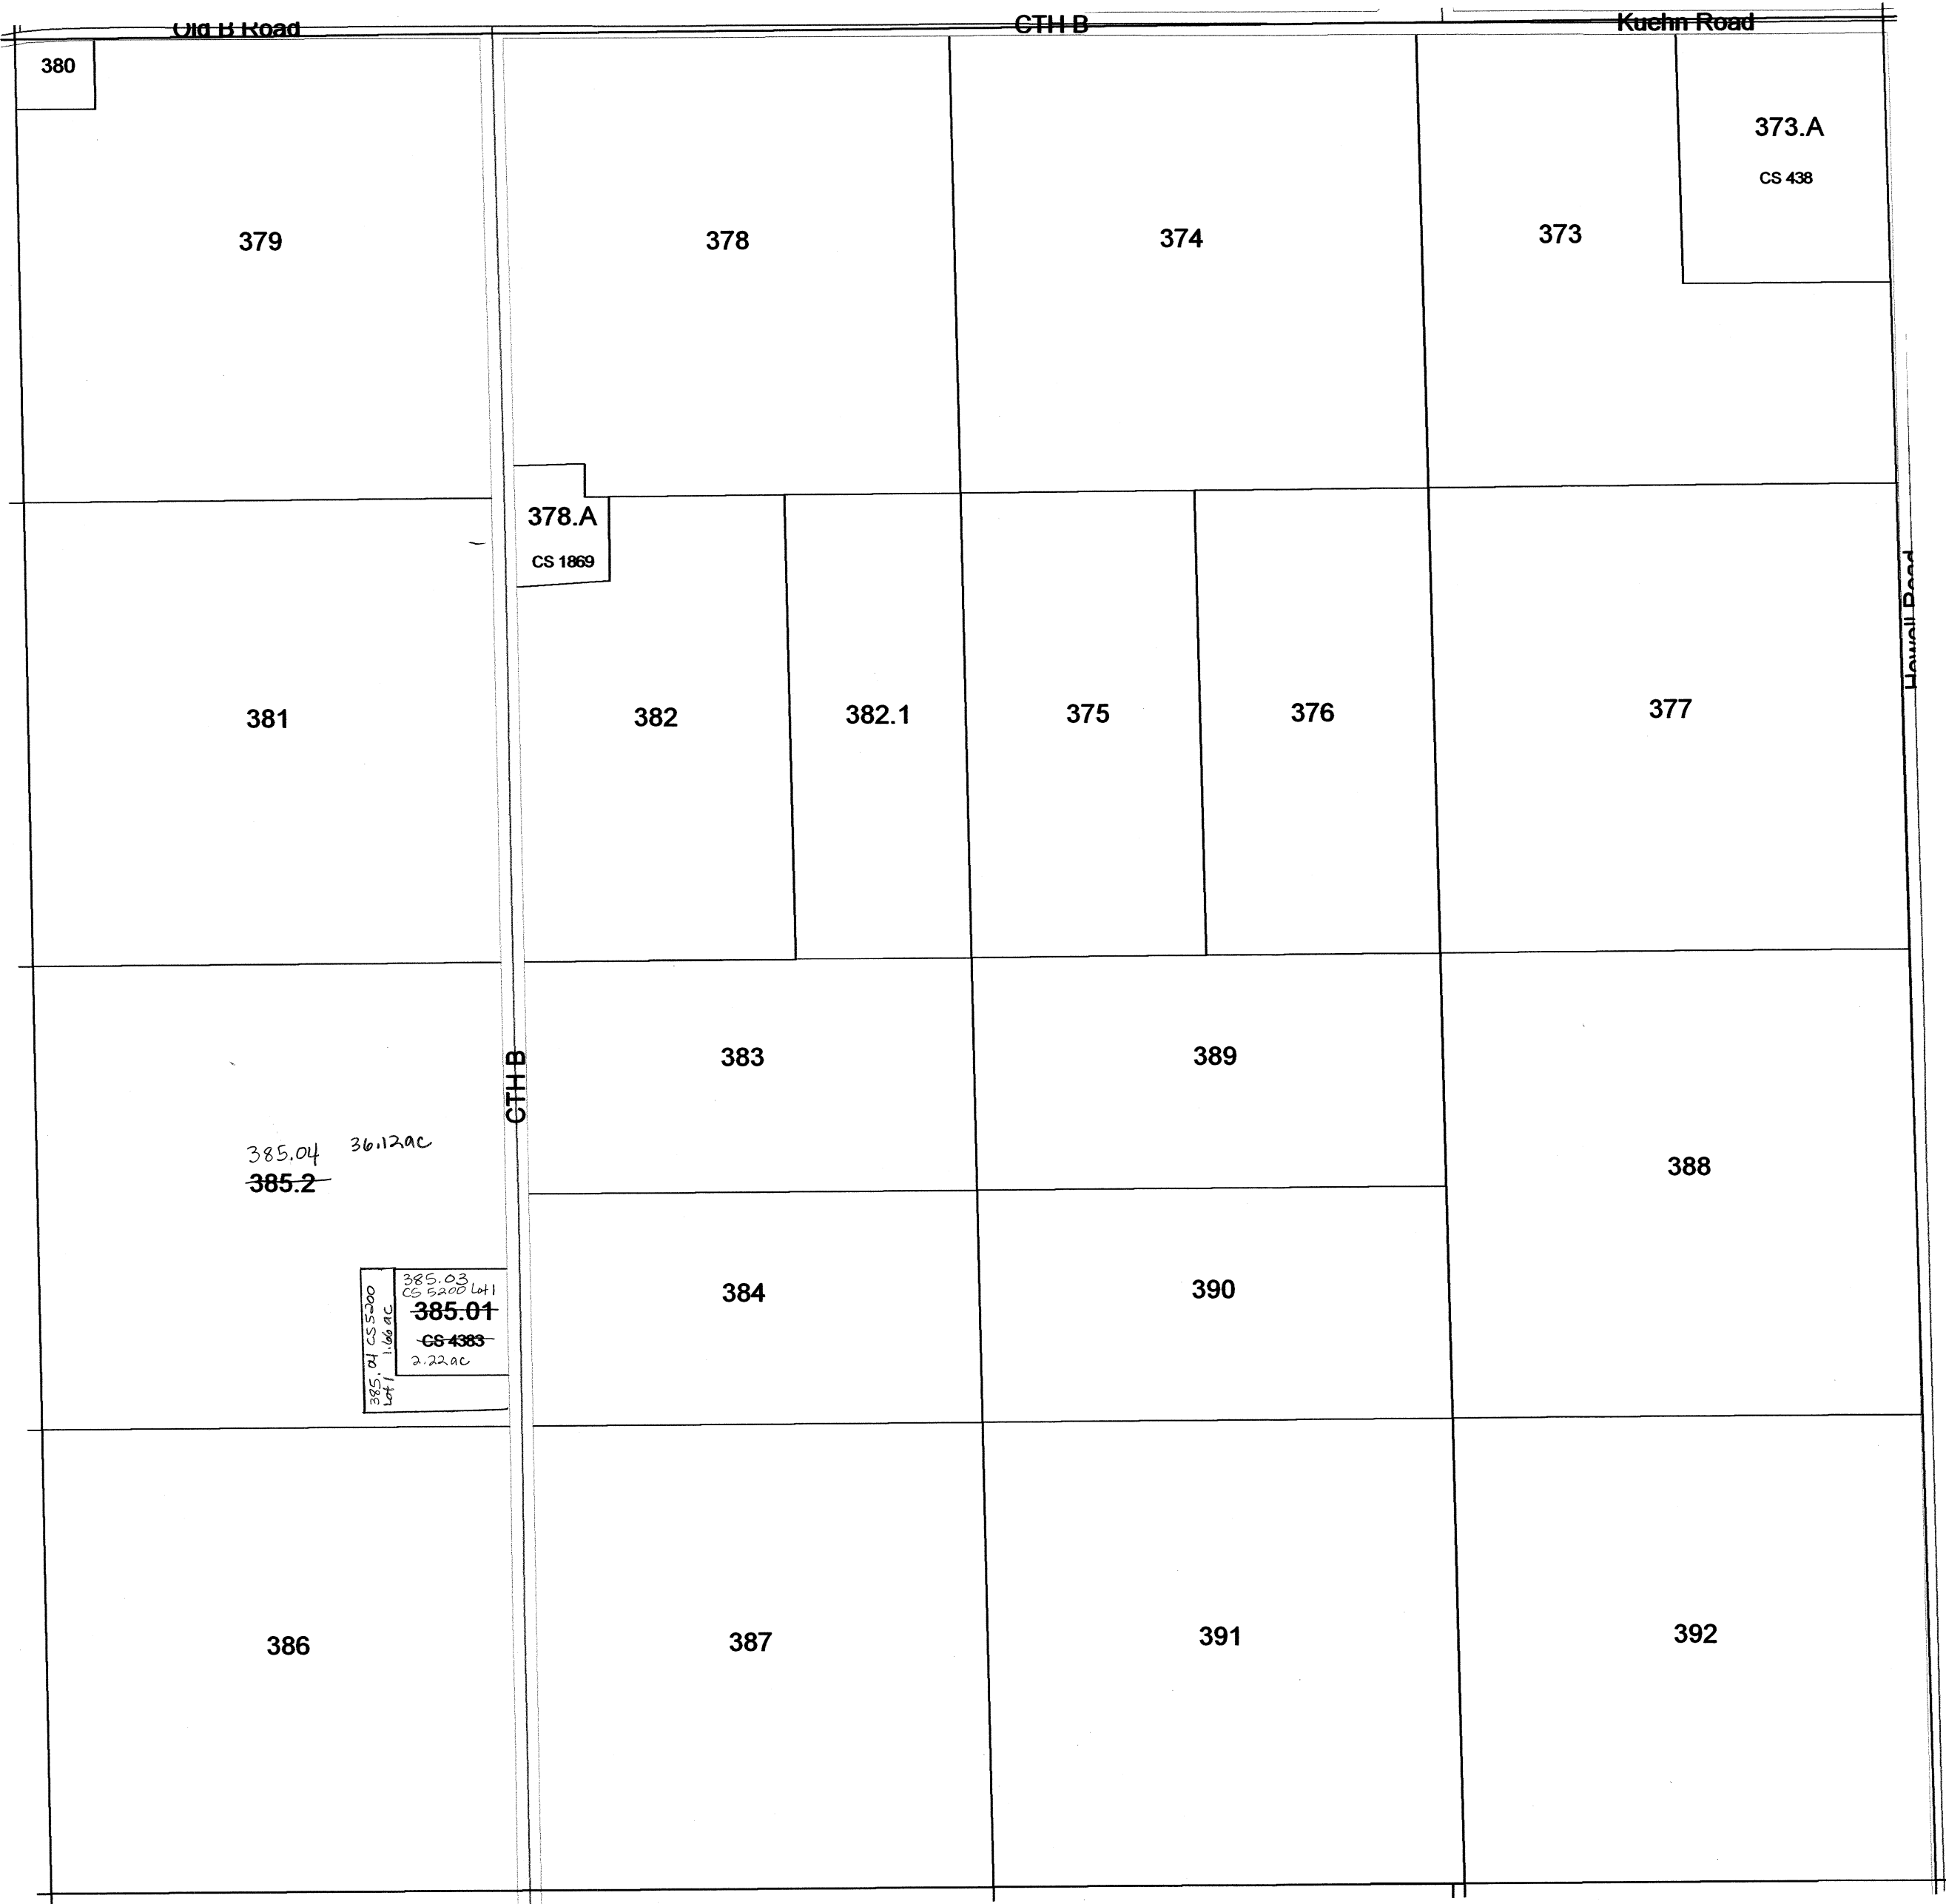 Old B Road
CTH B
Kuehn Road
380
373.A
CS 438
379
378
374
373
378.A
CS 1869
Howell Road
381
382
382.1
375
376
377
CTH B
383
389
385.04 36.12ac
385.2
388
385.03
CS 5200 Lot 1
385.01
CS 4383
2.22ac
385.04 CS 5200
Lot 1 1.66 ac
384
390
386
387
391
392